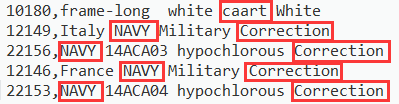 10180,frame-long  white caart White
12149,Italy NAVY Military Correction
22156,NAVY 14ACA03 hypochlorous Correction
12146,France NAVY Military Correction
22153,NAVY 14ACA04 hypochlorous Correction